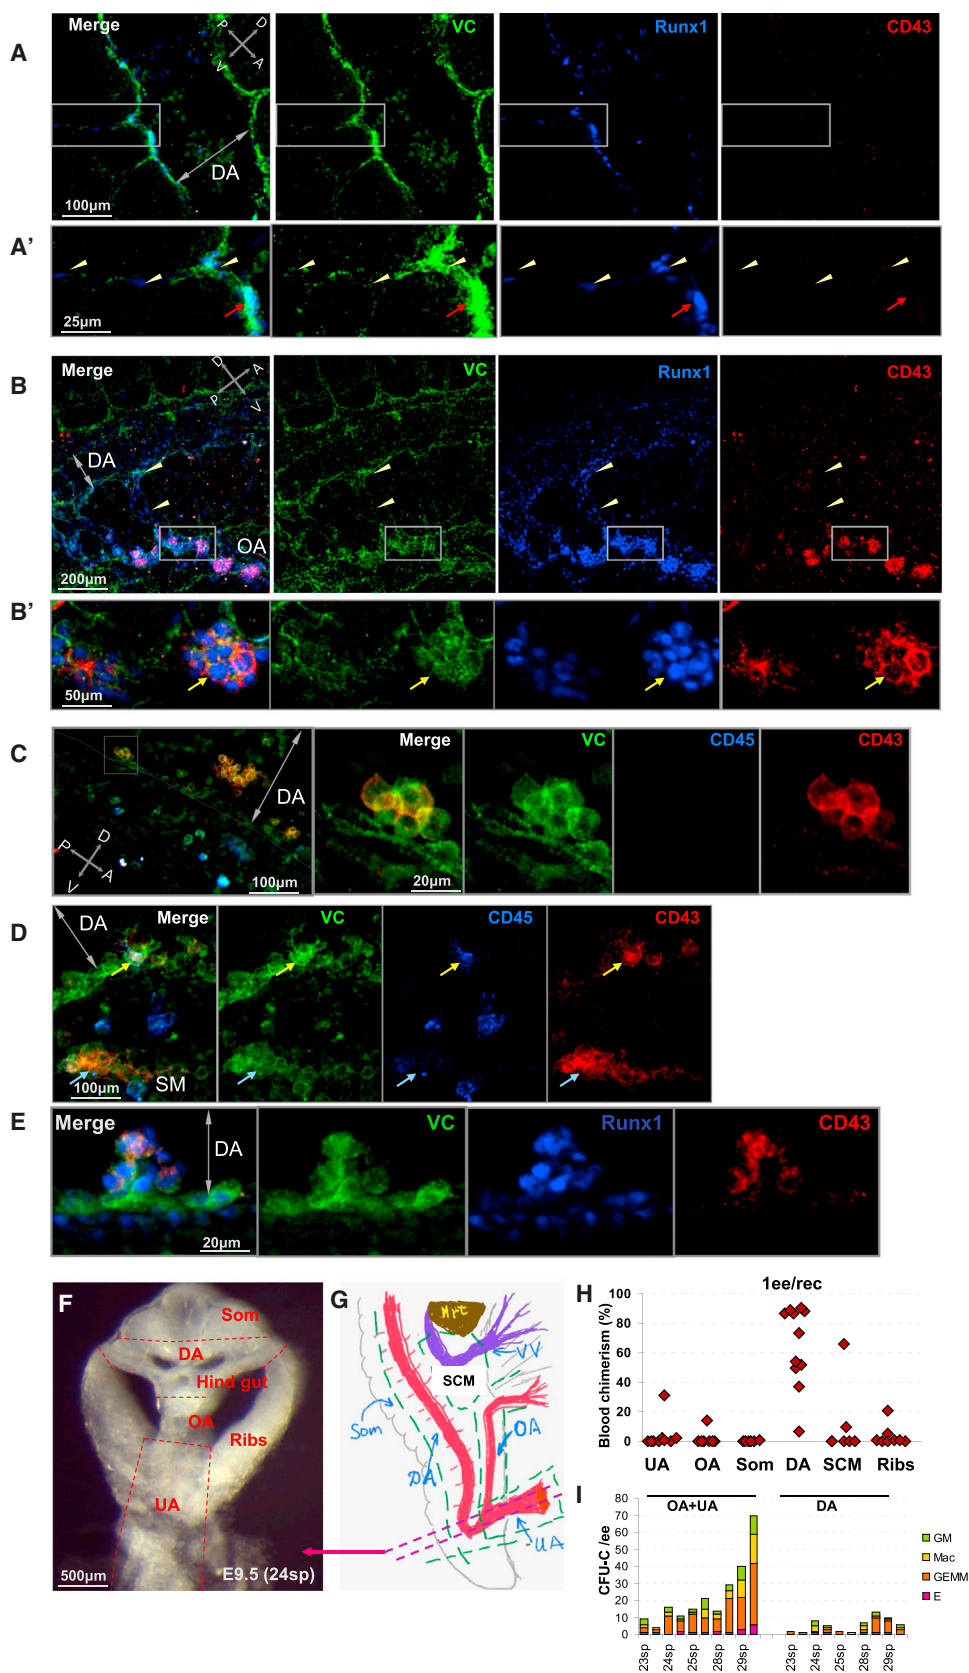 A
Merge
VC
Runx1
CD43
P
D
V
A
DA
100µm
A’
25µm
B
Merge
VC
Runx1
CD43
D
A
P
V
DA
OA
200µm
B’
50µm
C
Merge
VC
CD45
CD43
DA
P
D
V
A
100µm
20µm
D
DA
Merge
VC
CD45
CD43
SM
100µm
E
Merge
VC
Runx1
CD43
DA
20µm
F
Som
DA
Hind gut
OA
Ribs
UA
500µm
E9.5 (24sp)
G
Hrt
VV
SCM
Som
OA
DA
UA
H
1ee/rec
Blood chimerism (%)
100
80
60
40
20
0
UA OA Som DA SCM Ribs
I
OA+UA
DA
CFU-C /ee
80
70
60
50
40
30
20
10
0
GM
Mac
GEMM
E
23sp 24sp 25sp 28sp 29sp 23sp 24sp 25sp 28sp 29sp